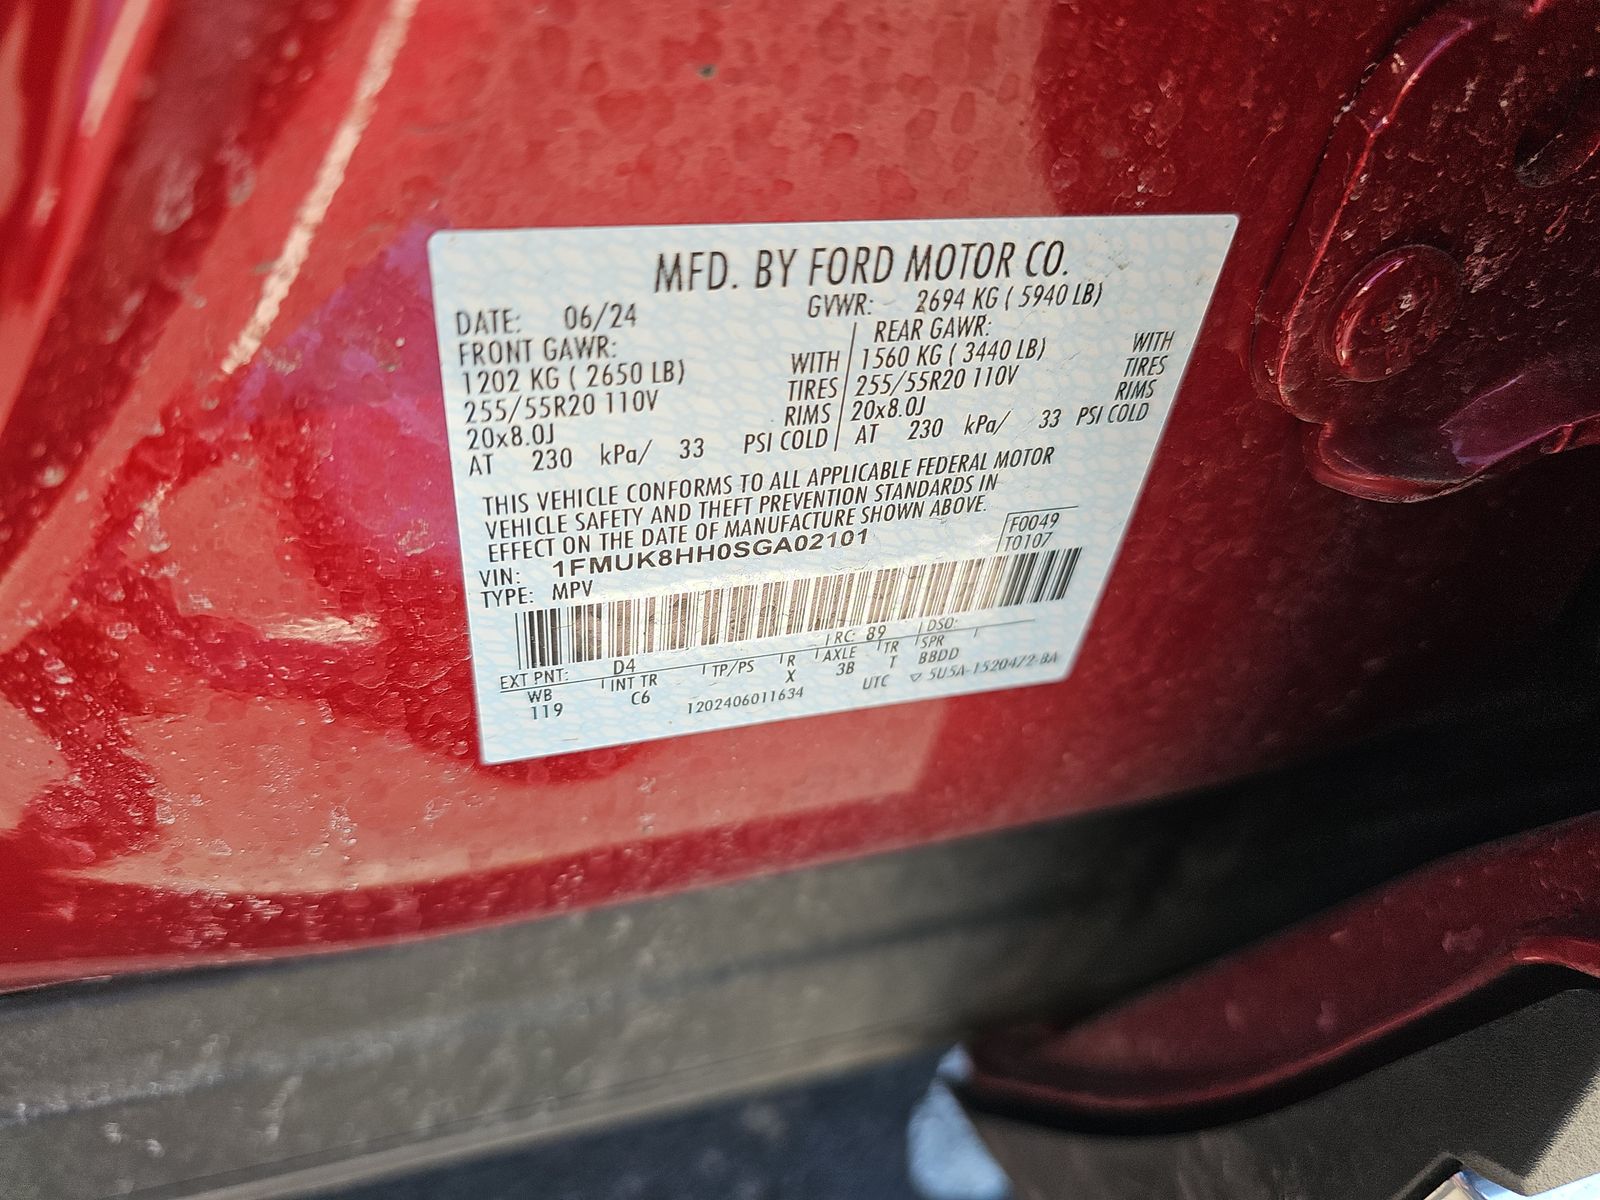 MFD. BY FORD MOTOR CO.
DATE: 06/24 GVWR: 2694 KG ( 5940 LB)
FRONT GAWR: REAR GAWR:
1202 KG ( 2650 LB) WITH 1560 KG ( 3440 LB) WITH
255/55R20 110V TIRES 255/55R20 110V TIRES
20x8.0J RIMS 20x8.0J RIMS
AT 230 kPa/ 33 PSI COLD AT 230 kPa/ 33 PSI COLD
THIS VEHICLE CONFORMS TO ALL APPLICABLE FEDERAL MOTOR
VEHICLE SAFETY AND THEFT PREVENTION STANDARDS IN
EFFECT ON THE DATE OF MANUFACTURE SHOWN ABOVE.
F0049
VIN: 1FMUK8HH0SGA02101 T0107
TYPE: MPV
EXT PNT: D4 RC: 89 DSO:
WB INT TR TP/PS R AXLE TR SPR
119 C6 X 3B T BBDD
1202406011634 UTC ▽ 5U5A-1520472-BA